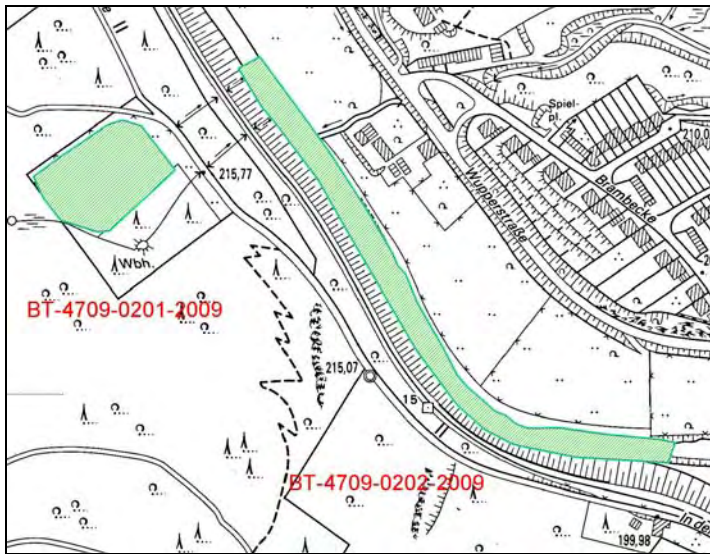 Spiel-
pl.
210,0
215,77
Wupperstraße
Brambecke
Wbh.
BT-4709-0201-2009
215,07
15
BT-4709-0202-2009
In der
199,98